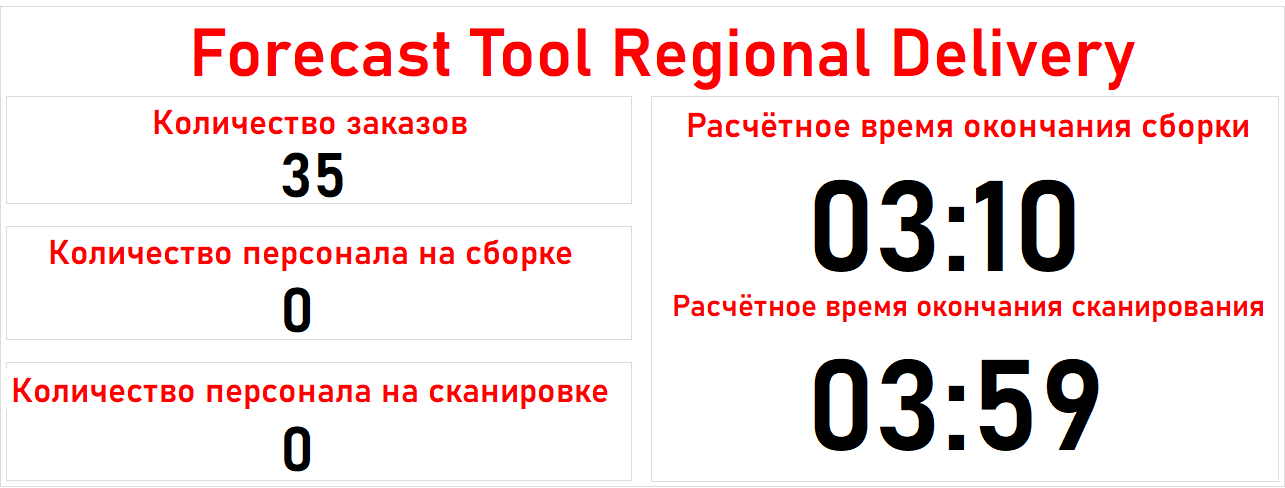 Forecast Tool Regional Delivery
Количество заказов
35
Количество персонала на сборке
0
Количество персонала на сканировке
0
Расчётное время окончания сборки
03:10
Расчётное время окончания сканирования
03:59